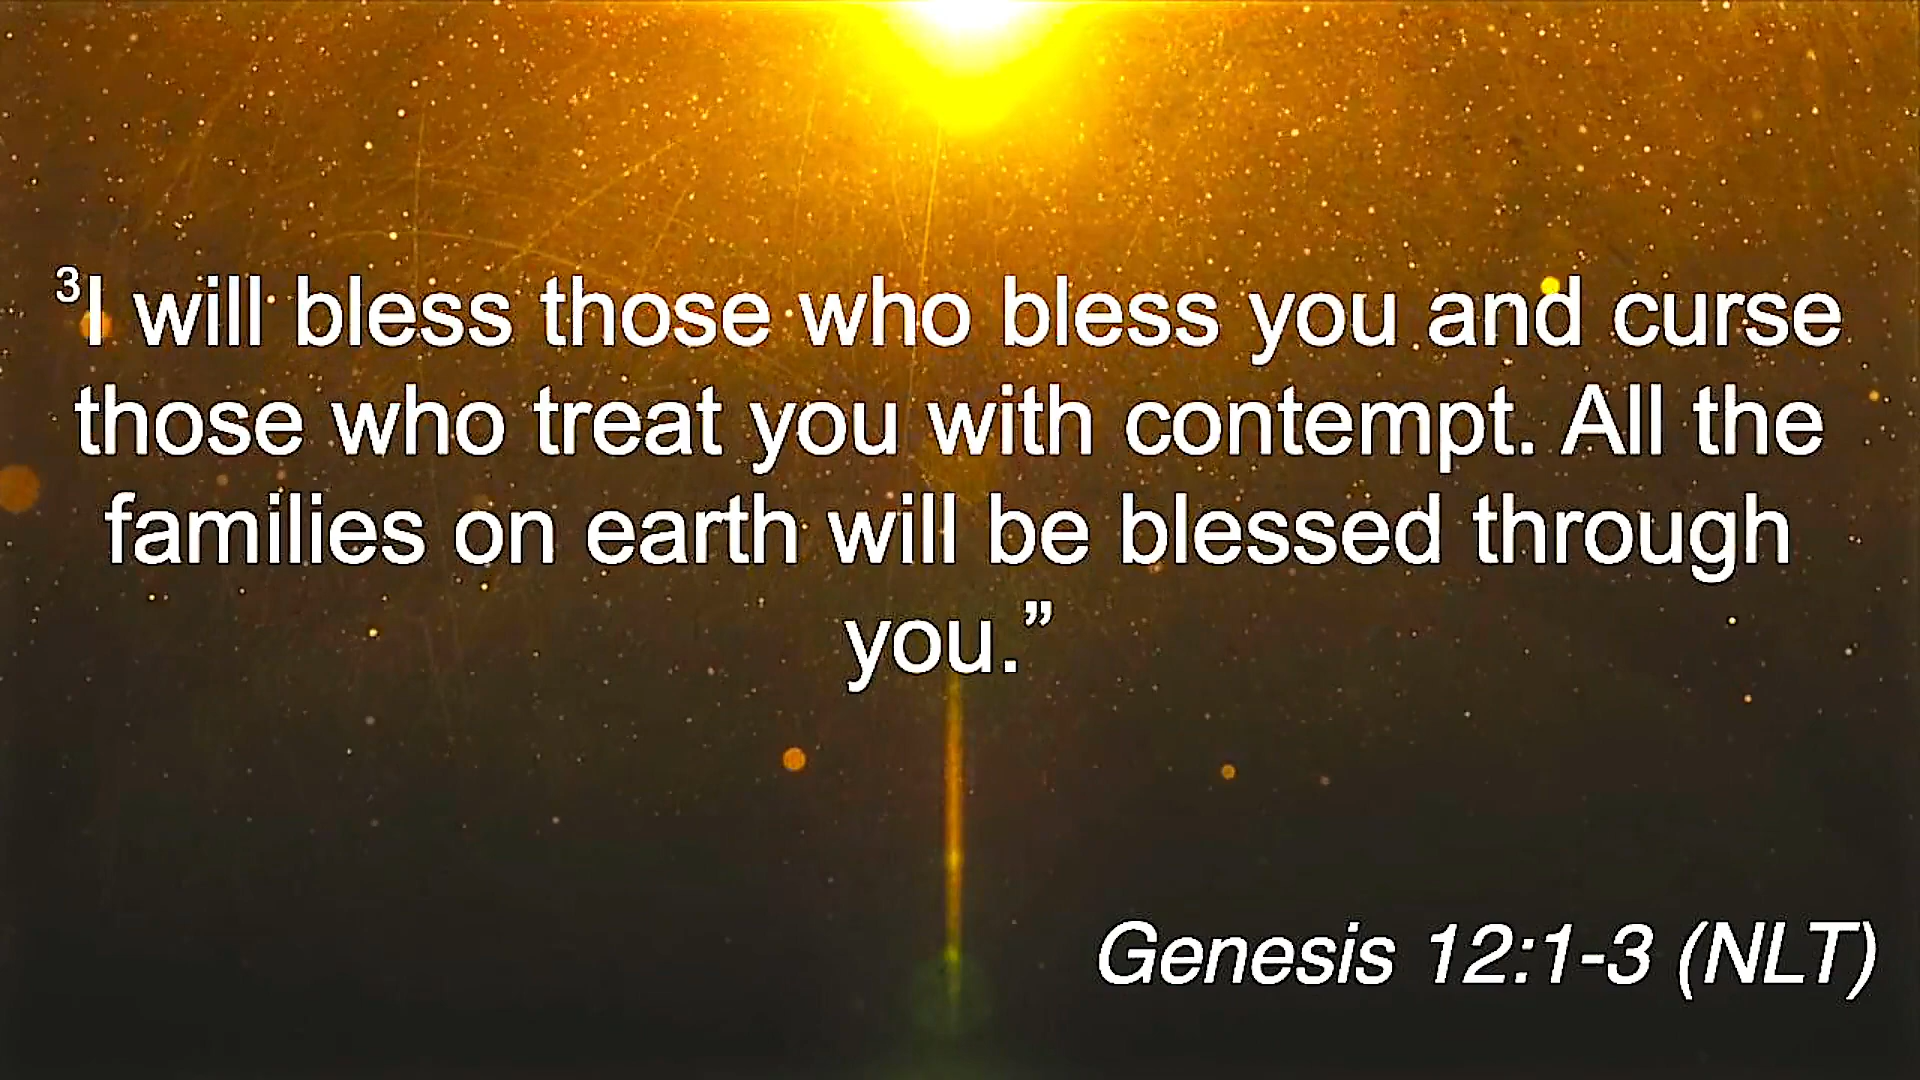 ³I will bless those who bless you and curse
those who treat you with contempt. All the
families on earth will be blessed through
you.”
Genesis 12:1-3 (NLT)